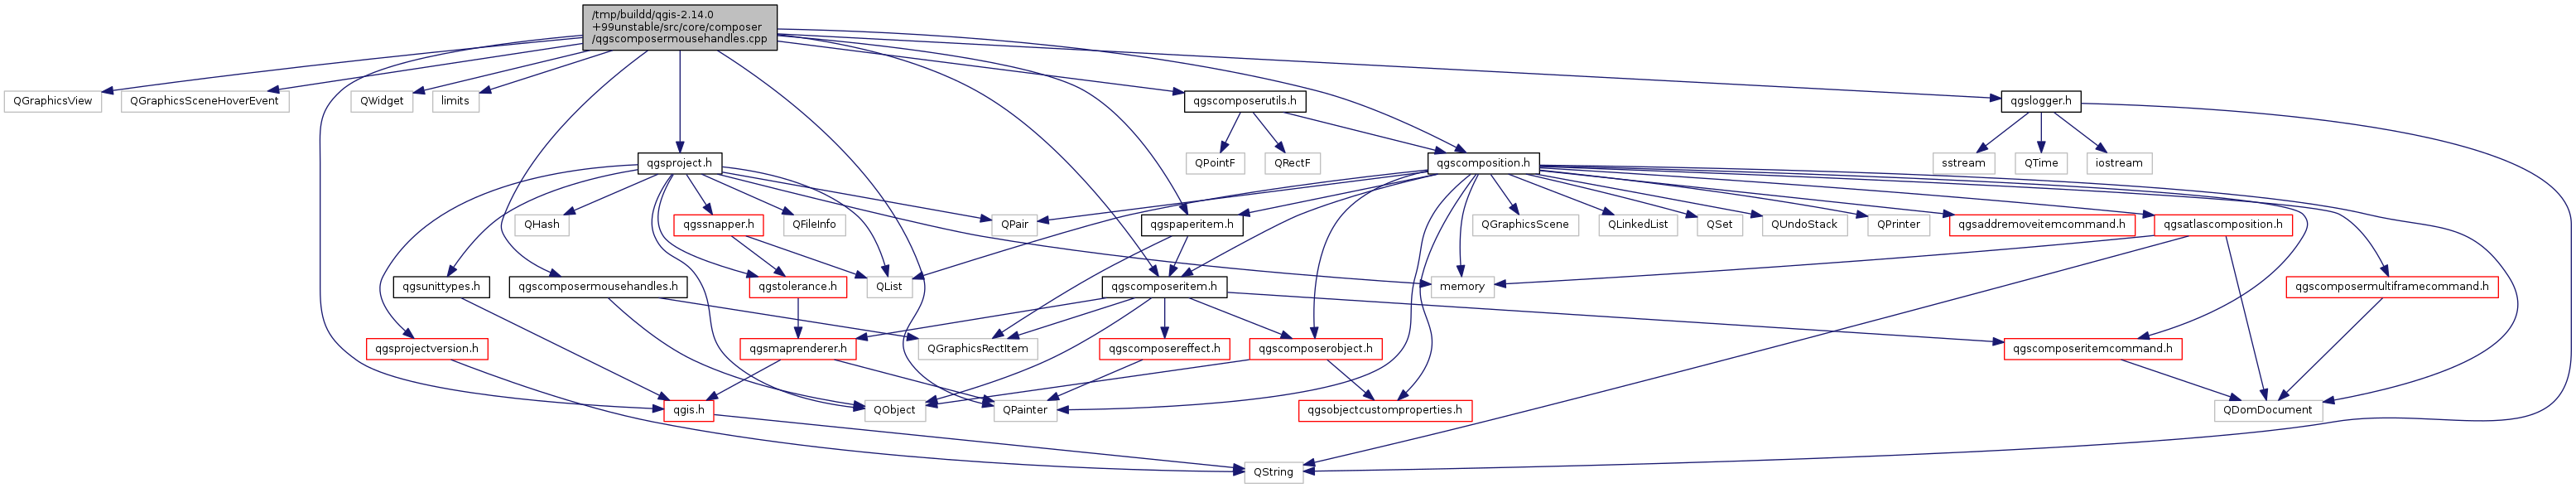 /tmp/buildd/qgis-2.14.0
+99unstable/src/core/composer
/qgscomposermousehandles.cpp
QGraphicsView
QGraphicsSceneHoverEvent
QWidget
limits
qgscomposerutils.h
qgslogger.h
qgsproject.h
QPointF
QRectF
qgscomposition.h
sstream
QTime
iostream
QHash
qgssnapper.h
QFileInfo
QPair
qgspaperitem.h
QGraphicsScene
QLinkedList
QSet
QUndoStack
QPrinter
qgsaddremoveitemcommand.h
qgsatlascomposition.h
qgsunittypes.h
qgscomposermousehandles.h
qgstolerance.h
QList
qgscomposeritem.h
memory
qgscomposermultiframecommand.h
qgsprojectversion.h
qgsmaprenderer.h
QGraphicsRectItem
qgscomposereffect.h
qgscomposerobject.h
qgscomposeritemcommand.h
qgis.h
QObject
QPainter
qgsobjectcustomproperties.h
QDomDocument
QString